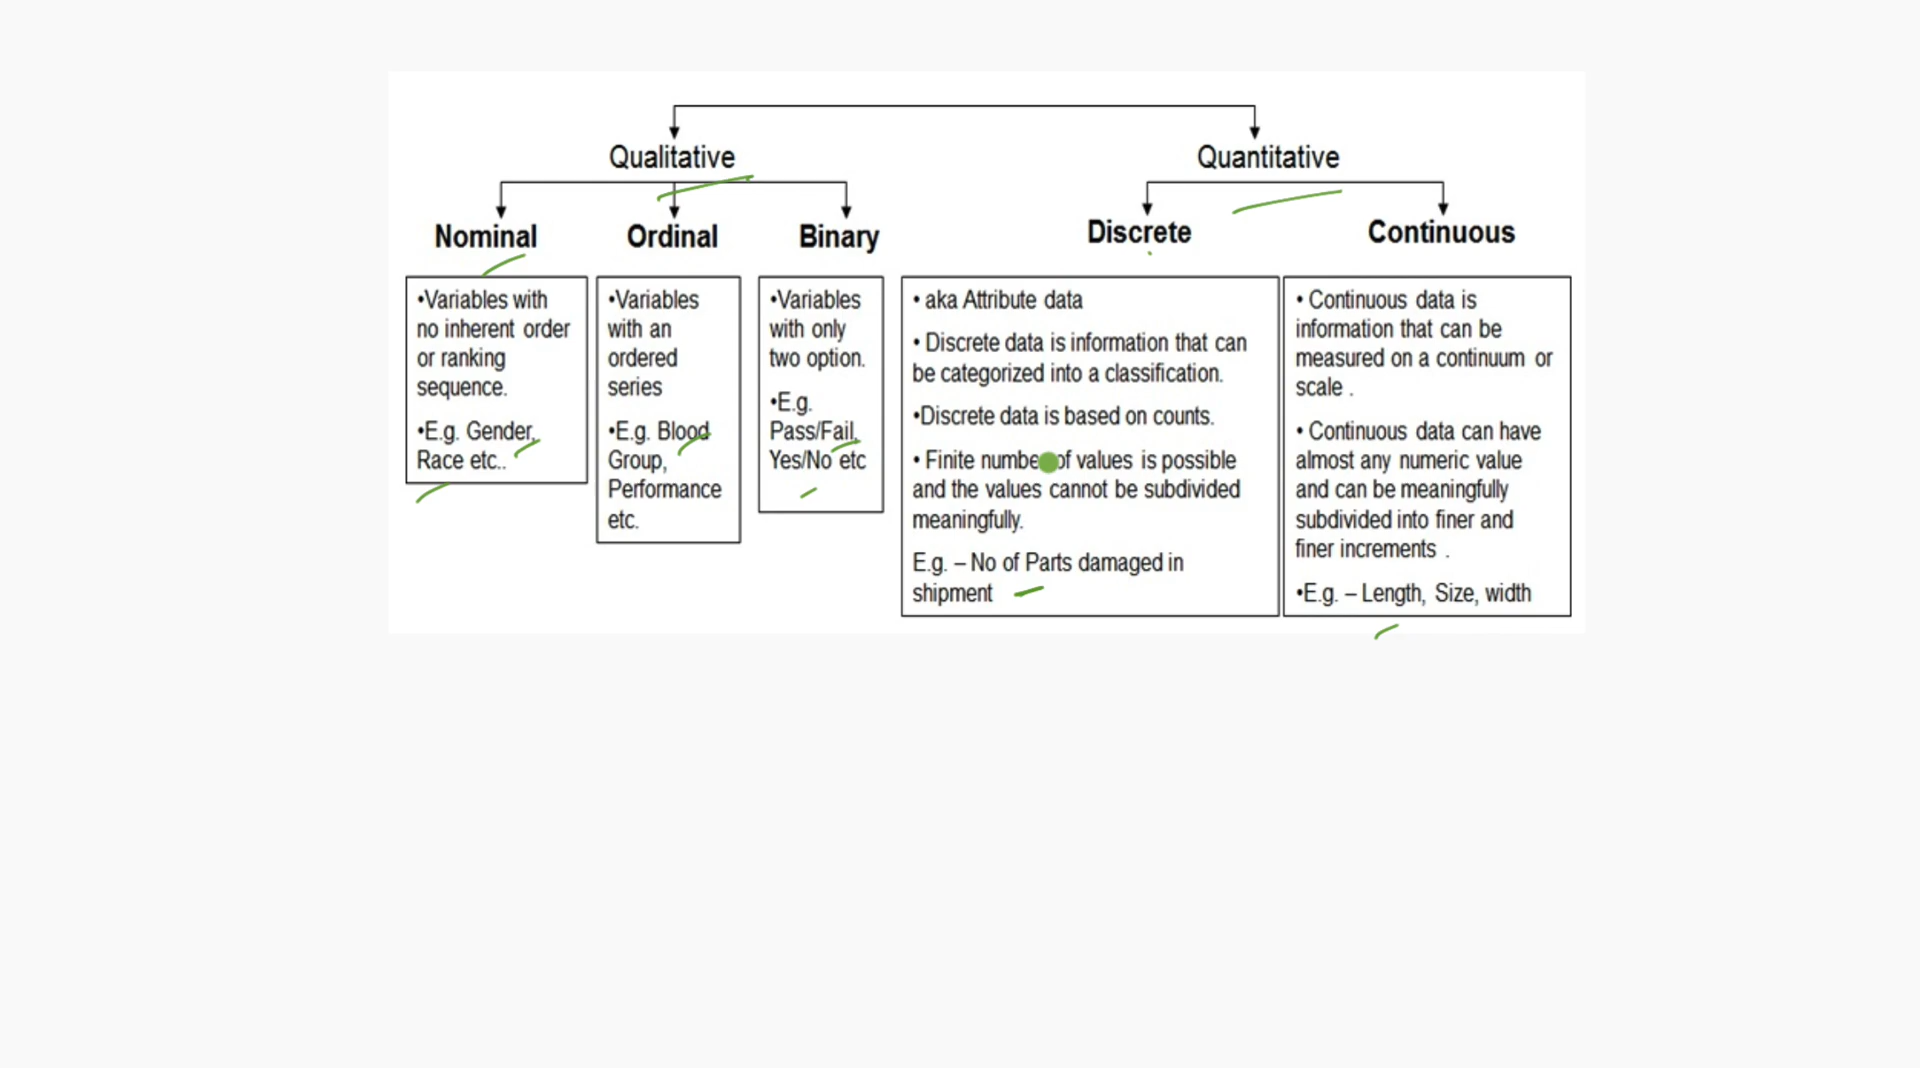 Qualitative
Quantitative
Nominal
Ordinal
Binary
Discrete
Continuous
•Variables with
no inherent order
or ranking
sequence.
•E.g. Gender,
Race etc..
•Variables
with an
ordered
series
•E.g. Blood
Group,
Performance
etc.
•Variables
with only
two option.
•E.g.
Pass/Fail,
Yes/No etc
• aka Attribute data
• Discrete data is information that can
be categorized into a classification.
•Discrete data is based on counts.
• Finite number of values is possible
and the values cannot be subdivided
meaningfully.
E.g. – No of Parts damaged in
shipment
• Continuous data is
information that can be
measured on a continuum or
scale .
• Continuous data can have
almost any numeric value
and can be meaningfully
subdivided into finer and
finer increments .
•E.g. – Length, Size, width